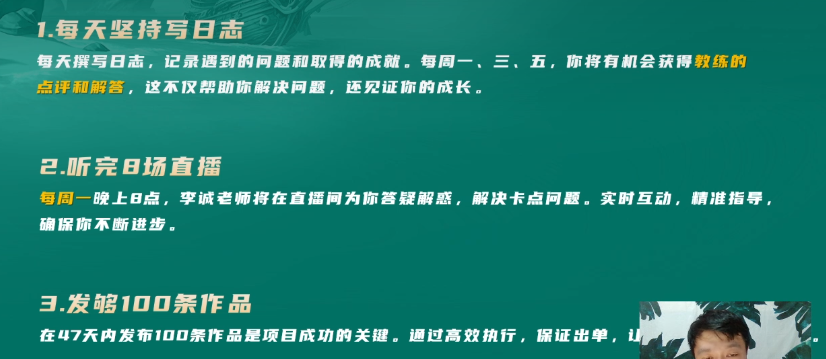 1.每天坚持写日志
每天撰写日志，记录遇到的问题和取得的成就。每周一、三、五，你将有机会获得教练的
点评和解答，这不仅帮助你解决问题，还见证你的成长。
2.听完8场直播
每周一晚上8点，李诚老师将在直播间为你答疑解惑，解决卡点问题。实时互动，精准指导，
确保你不断进步。
3.发够100条作品
在47天内发布100条作品是项目成功的关键。通过高效执行，保证出单，让